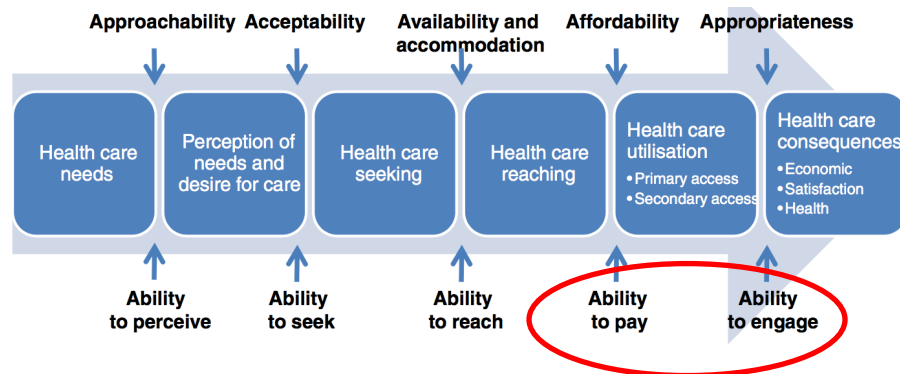 Approachability
Acceptability
Availability and
accommodation
Affordability
Appropriateness
Health care
needs
Perception of
needs and
desire for care
Health care
seeking
Health care
reaching
Health care
utilisation
•Primary access
•Secondary access
Health care
consequences
•Economic
•Satisfaction
•Health
Ability
to perceive
Ability
to seek
Ability
to reach
Ability
to pay
Ability
to engage